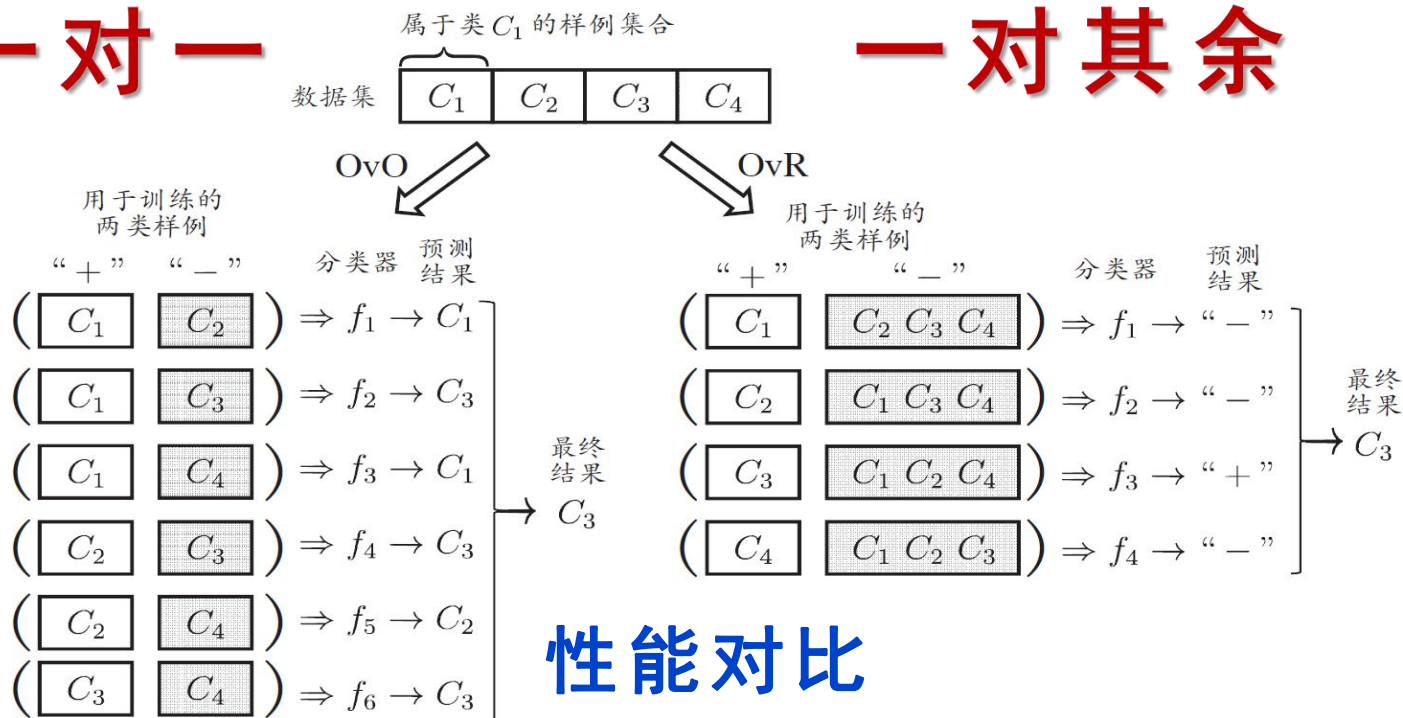 一对一
一对其余
属于类 C₁ 的样例集合
数据集 C₁ C₂ C₃ C₄
OvO
OvR
用于训练的
两类样例
“+” “−” 分类器 预测
结果
( C₁ C₂ ) ⇒ f₁ → C₁
( C₁ C₃ ) ⇒ f₂ → C₃
( C₁ C₄ ) ⇒ f₃ → C₁
( C₂ C₃ ) ⇒ f₄ → C₃
( C₂ C₄ ) ⇒ f₅ → C₂
( C₃ C₄ ) ⇒ f₆ → C₃
最终
结果
C₃
用于训练的
两类样例
“+” “−” 分类器 预测
结果
( C₁ C₂ C₃ C₄ ) ⇒ f₁ → “−”
( C₂ C₁ C₃ C₄ ) ⇒ f₂ → “−”
( C₃ C₁ C₂ C₄ ) ⇒ f₃ → “+”
( C₄ C₁ C₂ C₃ ) ⇒ f₄ → “−”
最终
结果
C₃
性能对比